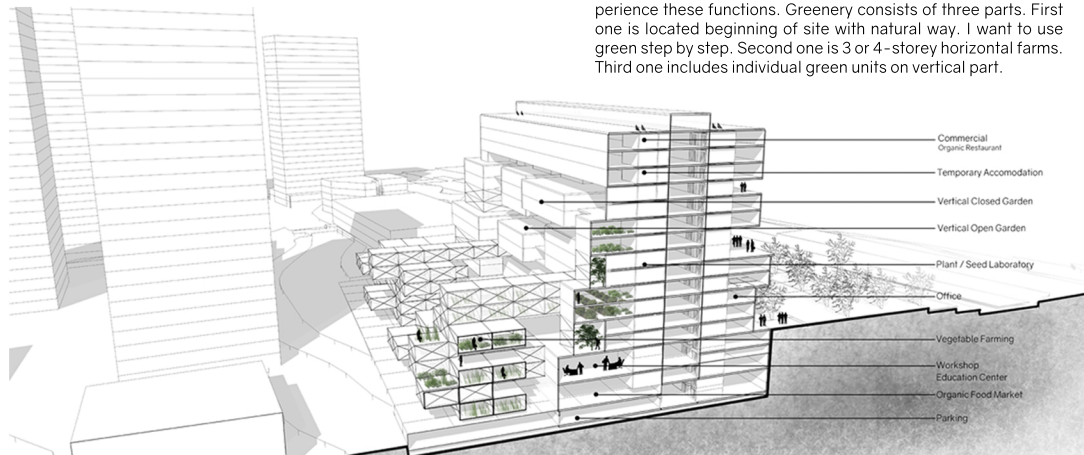 perience these functions. Greenery consists of three parts. First
one is located beginning of site with natural way. I want to use
green step by step. Second one is 3 or 4-storey horizontal farms.
Third one includes individual green units on vertical part.
Commercial
Organic Restaurant
Temporary Accomodation
Vertical Closed Garden
Vertical Open Garden
Plant / Seed Laboratory
Office
Vegetable Farming
Workshop
Education Center
Organic Food Market
Parking